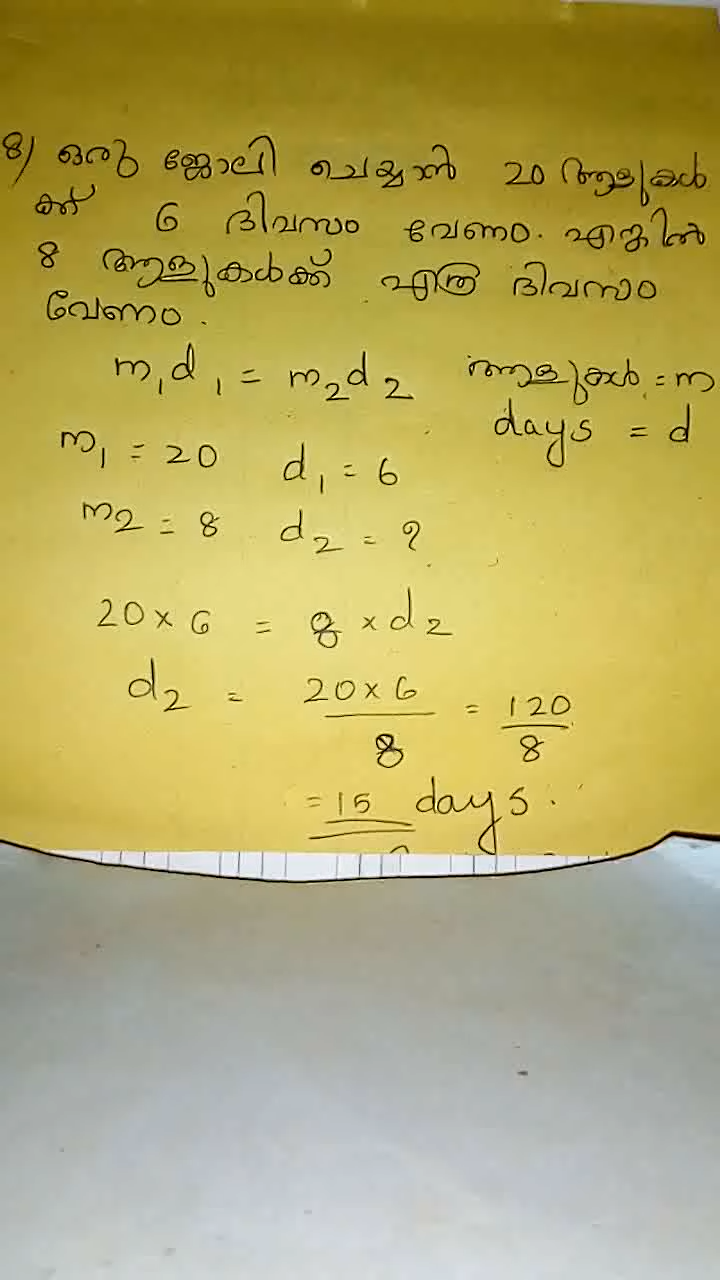 8) ഒരു ജോലി ചെയ്യാൻ 20 ആളുകൾ
ക്ക് 6 ദിവസം വേണം. എങ്കിൽ
8 ആളുകൾക്ക് എത്ര ദിവസം
വേണം.
m₁d₁ = m₂d₂ ആളുകൾ = m
days = d
m₁ = 20 d₁ = 6
m₂ = 8 d₂ = ?
20 × 6 = 8 × d₂
d₂ = 20 × 6 / 8 = 120 / 8
= 15 days.